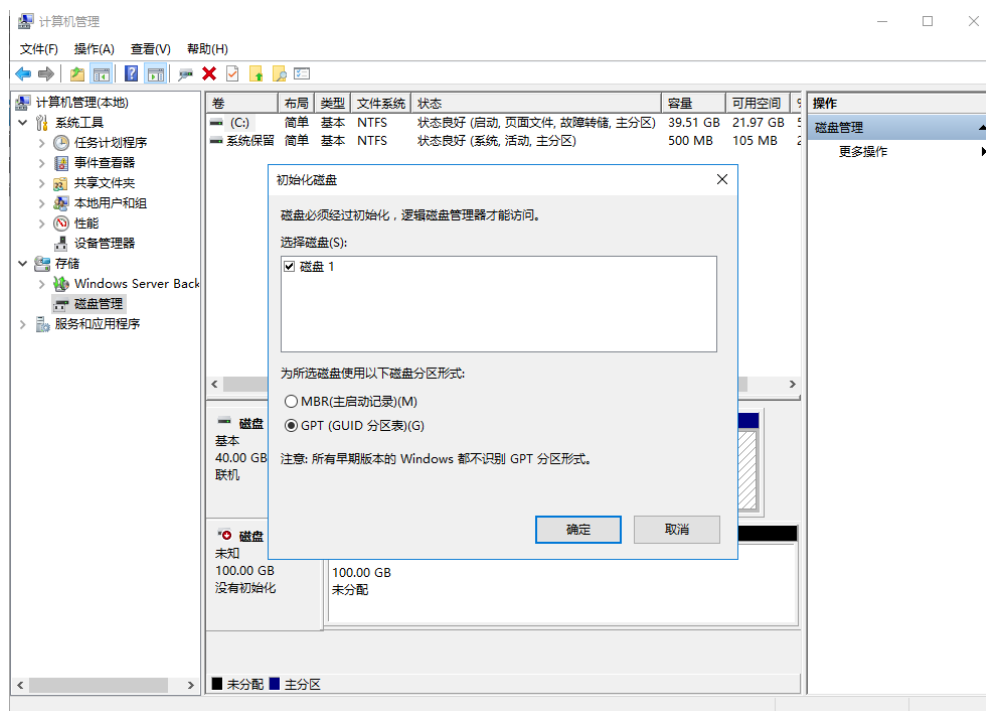 计算机管理
文件(F) 操作(A) 查看(V) 帮助(H)
计算机管理(本地)
系统工具
任务计划程序
事件查看器
共享文件夹
本地用户和组
性能
设备管理器
存储
Windows Server Back
磁盘管理
服务和应用程序
卷 布局 类型 文件系统 状态 容量 可用空间 %
(C:) 简单 基本 NTFS 状态良好 (启动, 页面文件, 故障转储, 主分区) 39.51 GB 21.97 GB
系统保留 简单 基本 NTFS 状态良好 (系统, 活动, 主分区) 500 MB 105 MB
操作
磁盘管理
更多操作
初始化磁盘
磁盘必须经过初始化，逻辑磁盘管理器才能访问。
选择磁盘(S):
磁盘 1
为所选磁盘使用以下磁盘分区形式:
MBR(主启动记录)(M)
GPT (GUID 分区表)(G)
注意: 所有早期版本的 Windows 都不识别 GPT 分区形式。
确定 取消
磁盘
基本
40.00 GB
联机
磁盘
未知
100.00 GB
没有初始化
100.00 GB
未分配
未分配 主分区